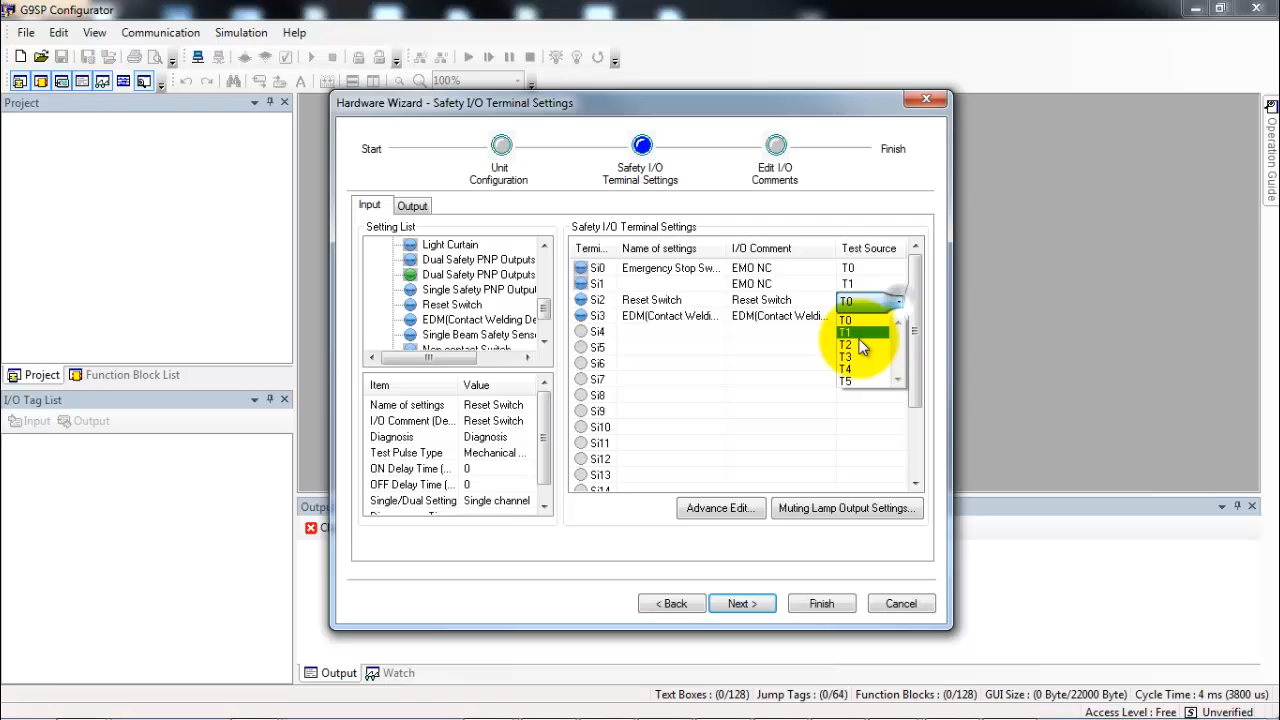 G9SP Configurator
File Edit View Communication Simulation Help
100%
Project
Project Function Block List
I/O Tag List
Input Output
Operation Guide
Hardware Wizard - Safety I/O Terminal Settings
Start Finish
Unit Configuration
Safety I/O Terminal Settings
Edit I/O Comments
Input Output
Setting List
Light Curtain
Dual Safety PNP Outputs
Dual Safety PNP Outputs
Single Safety PNP Outpu
Reset Switch
EDM(Contact Welding De
Single Beam Safety Sens
Item Value
Name of settings Reset Switch
I/O Comment (De... Reset Switch
Diagnosis Diagnosis
Test Pulse Type Mechanical ...
ON Delay Time (... 0
OFF Delay Time (... 0
Single/Dual Setting Single channel
Safety I/O Terminal Settings
Termi... Name of settings I/O Comment Test Source
Si0 Emergency Stop Sw... EMO NC T0
Si1 EMO NC T1
Si2 Reset Switch Reset Switch T0
Si3 EDM(Contact Weldi... EDM(Contact Weldi...
T0
Si4
T1
Si5
T2
T3
Si6
T4
Si7
T5
Si8
Si9
Si10
Si11
Si12
Si13
Si14
Advance Edit... Muting Lamp Output Settings...
< Back Next > Finish Cancel
Output Watch
Text Boxes : (0/128) Jump Tags : (0/64) Function Blocks : (0/128) GUI Size : (0 Byte/22000 Byte) Cycle Time : 4 ms (3800 us)
Access Level : Free Unverified